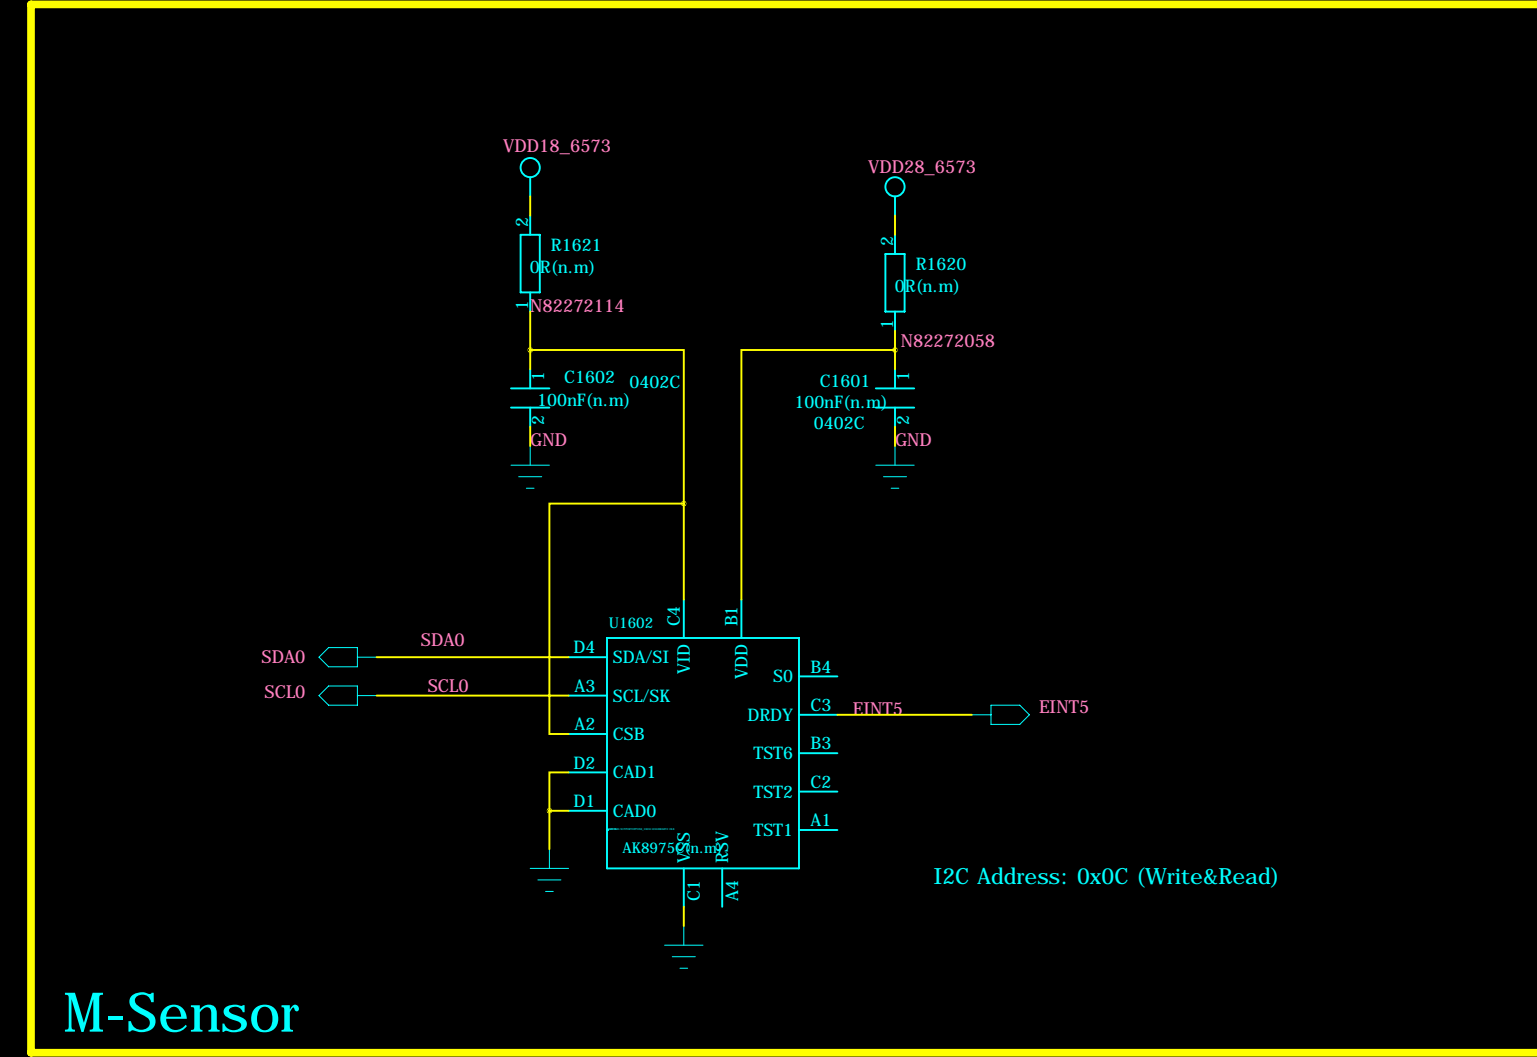 VDD18_6573
VDD28_6573
2
R1621
0R(n.m)
1
N82272114
2
R1620
0R(n.m)
1
N82272058
1
C1602
0402C
100nF(n.m)
2
GND
C1601
1
100nF(n.m)
0402C
2
GND
U1602
C4
B1
SDA0
SDA0
D4
SDA/SI
VID
VDD
SO
B4
SCL0
SCL0
A3
SCL/SK
DRDY
C3
EINT5
EINT5
A2
CSB
TST6
B3
D2
CAD1
TST2
C2
D1
CAD0
TST1
A1
AK8975C(n.m)
VSS
RSV
C1
A4
I2C Address: 0x0C (Write&Read)
M-Sensor